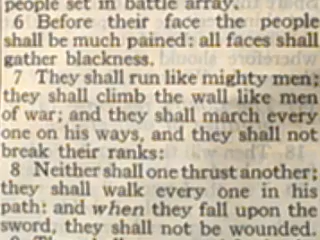 people set in battle array.
6 Before their face the people
shall be much pained: all faces shall
gather blackness.
7 They shall run like mighty men;
they shall climb the wall like men
of war; and they shall march every
one on his ways, and they shall not
break their ranks:
8 Neither shall one thrust another;
they shall walk every one in his
path: and when they fall upon the
sword, they shall not be wounded.